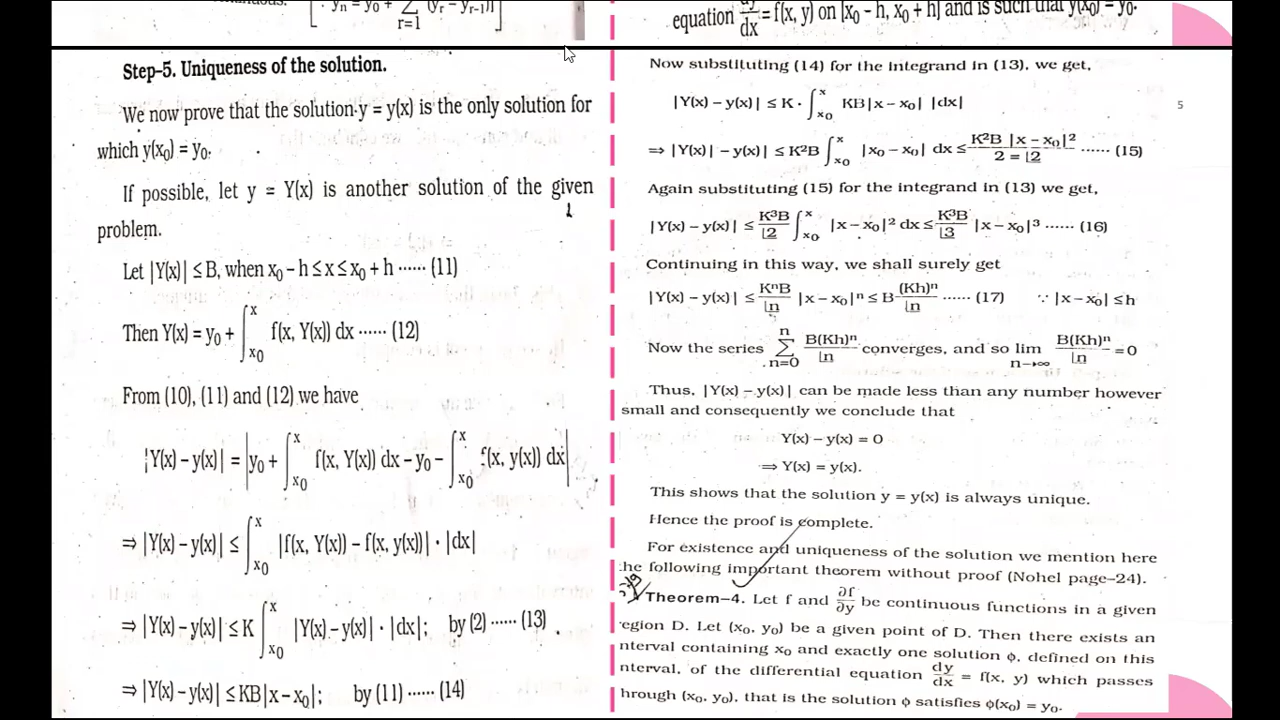 [ · yₙ = y₀ + Σ (yᵣ – yᵣ₋₁)]
r=1
Step-5. Uniqueness of the solution.
We now prove that the solution y = y(x) is the only solution for
which y(x₀) = y₀.
If possible, let y = Y(x) is another solution of the given
problem.
Let |Y(x)| ≤ B, when x₀ – h ≤ x ≤ x₀ + h ...... (11)
Then Y(x) = y₀ + ∫ₓ₀ˣ f(x, Y(x)) dx ...... (12)
From (10), (11) and (12) we have
|Y(x) – y(x)| = |y₀ + ∫ₓ₀ˣ f(x, Y(x)) dx – y₀ – ∫ₓ₀ˣ f(x, y(x)) dx|
⇒ |Y(x) – y(x)| ≤ ∫ₓ₀ˣ |f(x, Y(x)) – f(x, y(x))| · |dx|
⇒ |Y(x) – y(x)| ≤ K ∫ₓ₀ˣ |Y(x) – y(x)| · |dx|; by (2) ...... (13)
⇒ |Y(x) – y(x)| ≤ KB|x – x₀|; by (11) ...... (14)
equation dy/dx = f(x, y) on [x₀ – h, x₀ + h] and is such that y(x₀) = y₀.
Now substituting (14) for the integrand in (13), we get,
|Y(x) – y(x)| ≤ K · ∫ₓ₀ˣ KB|x – x₀| |dx|
5
⇒ |Y(x)| – y(x)| ≤ K²B ∫ₓ₀ˣ |x₀ – x₀| dx ≤ K²B |x – x₀|² / 2 = ⌊2 ...... (15)
Again substituting (15) for the integrand in (13) we get,
|Y(x) – y(x)| ≤ K³B/⌊2 ∫ₓ₀ˣ |x – x₀|² dx ≤ K³B/⌊3 |x – x₀|³ ...... (16)
Continuing in this way, we shall surely get
|Y(x) – y(x)| ≤ KⁿB/⌊n |x – x₀|ⁿ ≤ B (Kh)ⁿ/⌊n ...... (17) ∵ |x – x₀| ≤ h
Now the series Σₙ₌₀ⁿ B(Kh)ⁿ/⌊n converges, and so lim n→∞ B(Kh)ⁿ/⌊n = 0
Thus, |Y(x) – y(x)| can be made less than any number however
small and consequently we conclude that
Y(x) – y(x) = 0
⇒ Y(x) = y(x).
This shows that the solution y = y(x) is always unique.
Hence the proof is complete.
For existence and uniqueness of the solution we mention here
he following important theorem without proof (Nohel page–24).
Theorem–4. Let f and ∂f/∂y be continuous functions in a given
egion D. Let (x₀, y₀) be a given point of D. Then there exists an
nterval containing x₀ and exactly one solution ϕ, defined on this
nterval, of the differential equation dy/dx = f(x, y) which passes
hrough (x₀, y₀), that is the solution ϕ satisfies ϕ(x₀) = y₀.